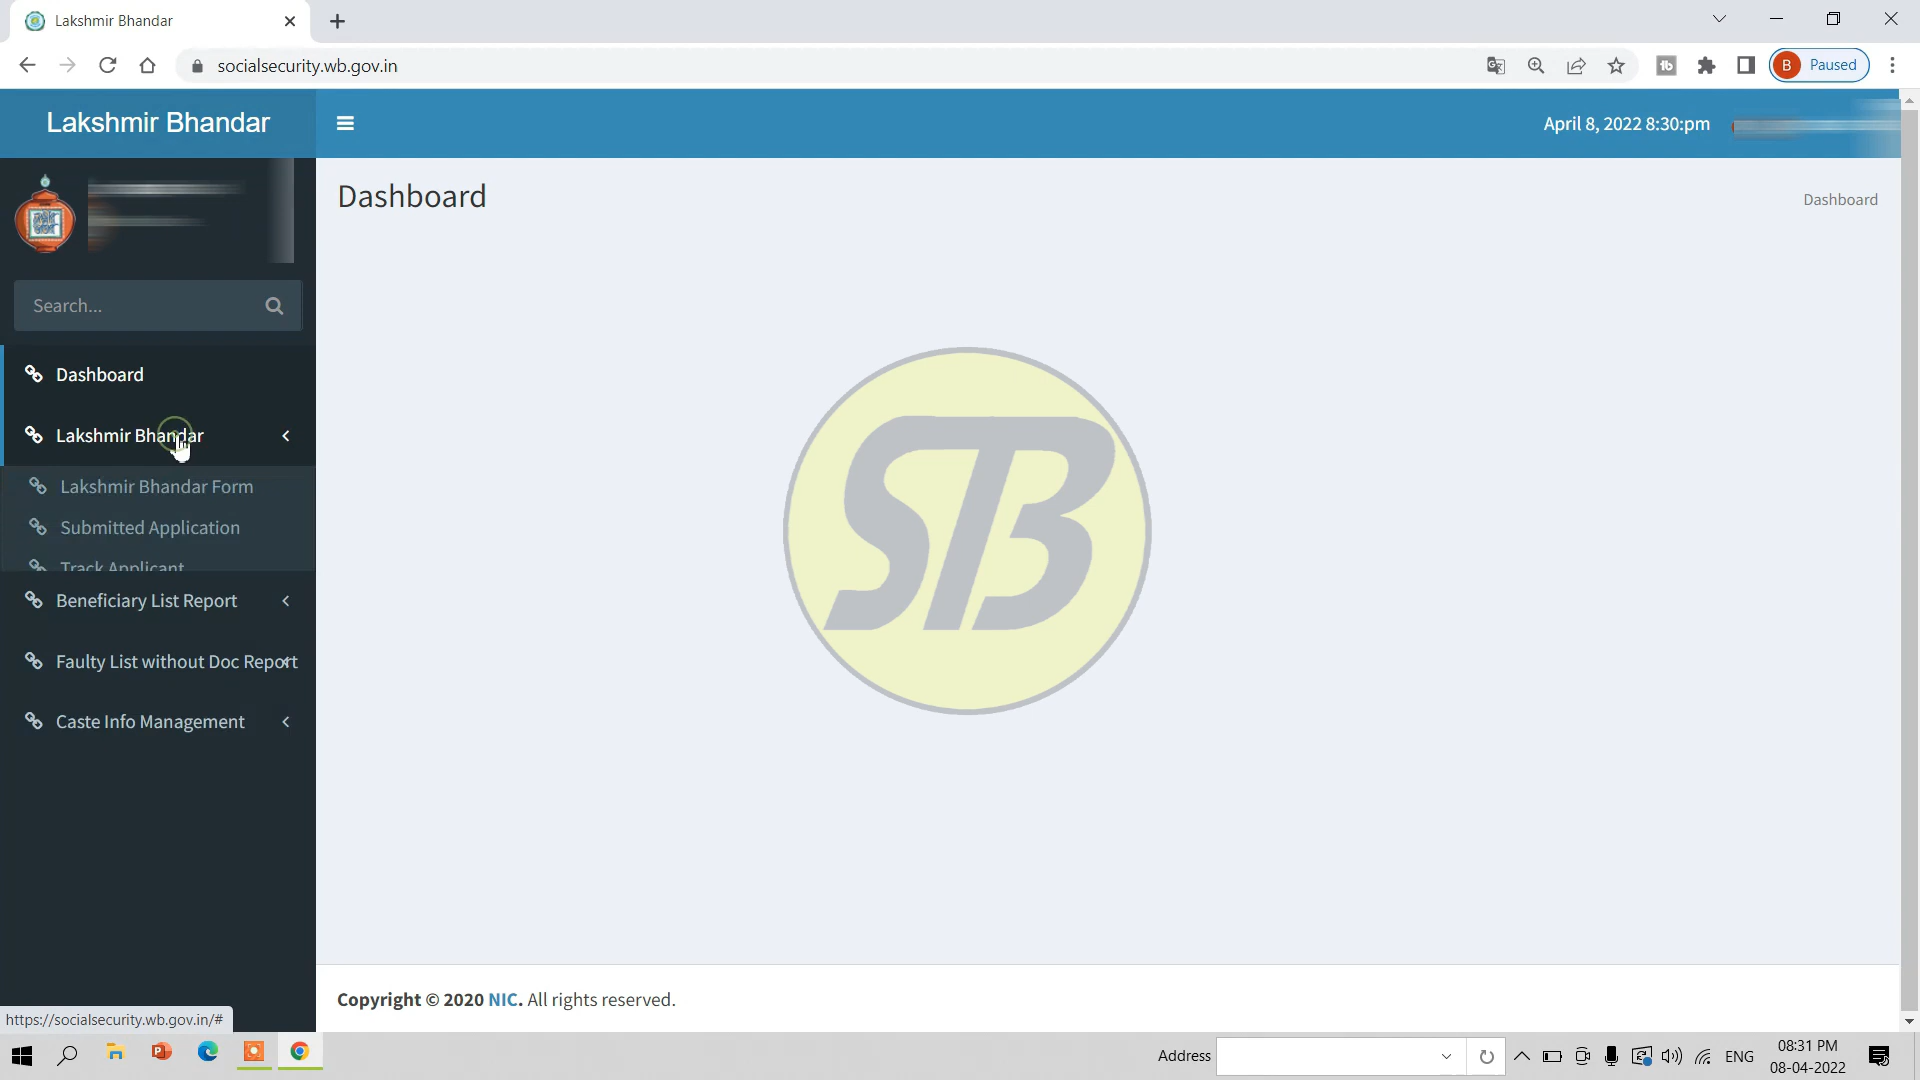 Lakshmir Bhandar
socialsecurity.wb.gov.in
B Paused
Lakshmir Bhandar
April 8, 2022 8:30:pm
Dashboard
Dashboard
Search...
Dashboard
Lakshmir Bhandar
Lakshmir Bhandar Form
Submitted Application
Track Applicant
Beneficiary List Report
Faulty List without Doc Report
Caste Info Management
STB
Copyright © 2020 NIC. All rights reserved.
https://socialsecurity.wb.gov.in/#
Address
ENG
08:31 PM
08-04-2022